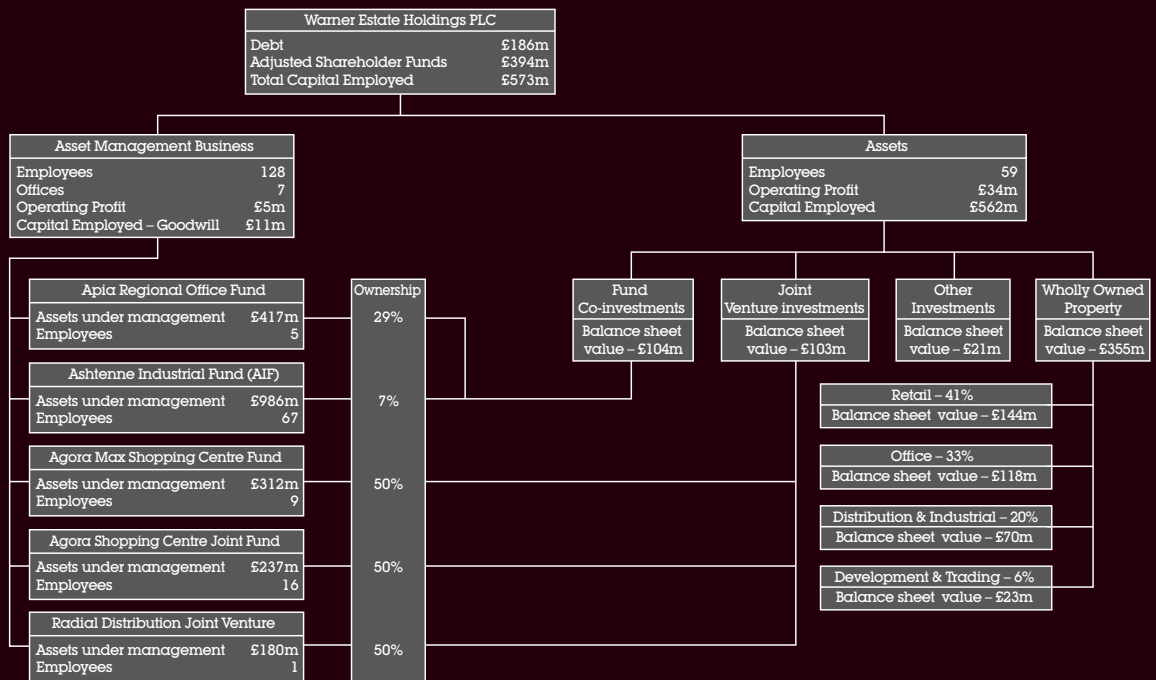 Warner Estate Holdings PLC
Debt £186m
Adjusted Shareholder Funds £394m
Total Capital Employed £573m
Asset Management Business
Employees 128
Offices 7
Operating Profit £5m
Capital Employed – Goodwill £11m
Assets
Employees 59
Operating Profit £34m
Capital Employed £562m
Apia Regional Office Fund
Assets under management £417m
Employees 5
Ashtenne Industrial Fund (AIF)
Assets under management £986m
Employees 67
Agora Max Shopping Centre Fund
Assets under management £312m
Employees 9
Agora Shopping Centre Joint Fund
Assets under management £237m
Employees 16
Radial Distribution Joint Venture
Assets under management £180m
Employees 1
Ownership
29%
7%
50%
50%
50%
Fund
Co-investments
Balance sheet
value – £104m
Joint
Venture investments
Balance sheet
value – £103m
Other
Investments
Balance sheet
value – £21m
Wholly Owned
Property
Balance sheet
value – £355m
Retail – 41%
Balance sheet value – £144m
Office – 33%
Balance sheet value – £118m
Distribution & Industrial – 20%
Balance sheet value – £70m
Development & Trading – 6%
Balance sheet value – £23m